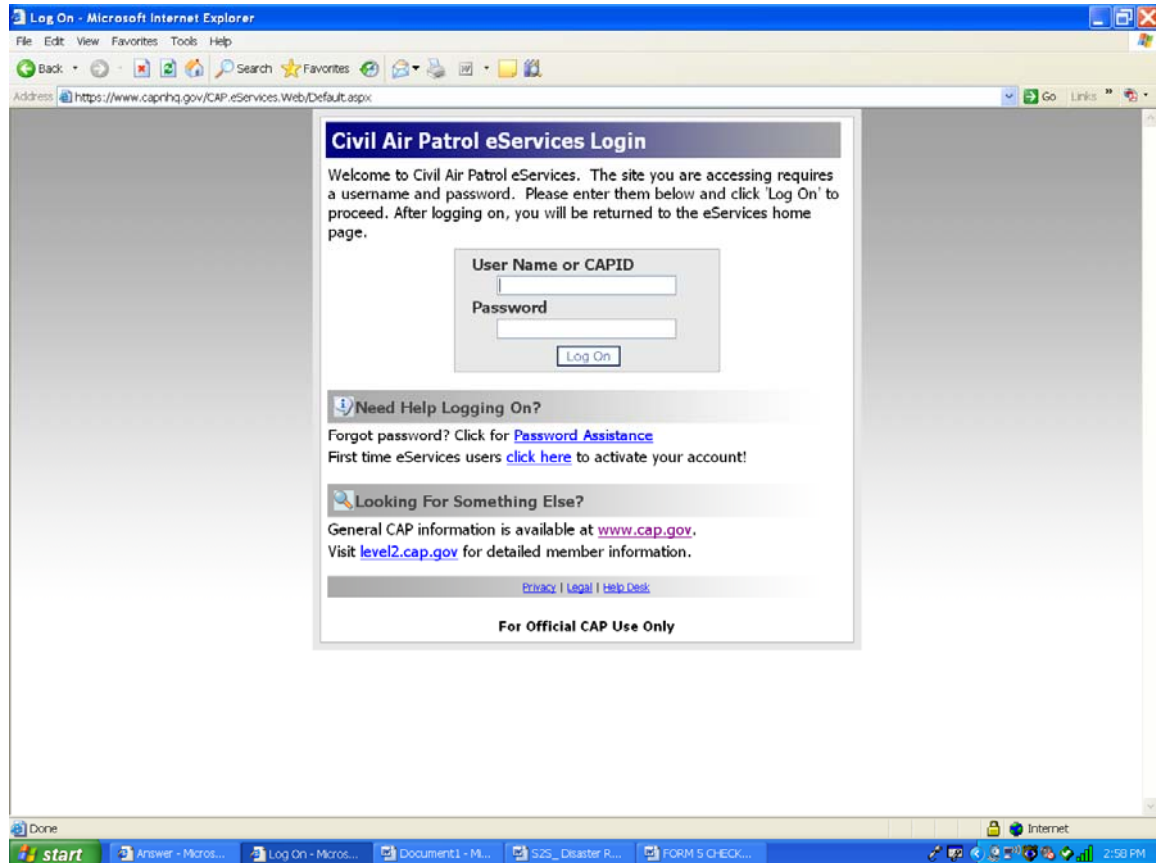 Log On - Microsoft Internet Explorer
File Edit View Favorites Tools Help
Back Search Favorites
Address https://www.capnhq.gov/CAP.eServices.Web/Default.aspx Go Links »
Civil Air Patrol eServices Login
Welcome to Civil Air Patrol eServices. The site you are accessing requires
a username and password. Please enter them below and click 'Log On' to
proceed. After logging on, you will be returned to the eServices home
page.
User Name or CAPID
Password
Log On
Need Help Logging On?
Forgot password? Click for Password Assistance
First time eServices users click here to activate your account!
Looking For Something Else?
General CAP information is available at www.cap.gov.
Visit level2.cap.gov for detailed member information.
Privacy | Legal | Help Desk
For Official CAP Use Only
Done Internet
start Answer - Micros... Log On - Micros... Document1 - Mi... S2S_ Disaster R... FORM 5 CHECK... 2:58 PM